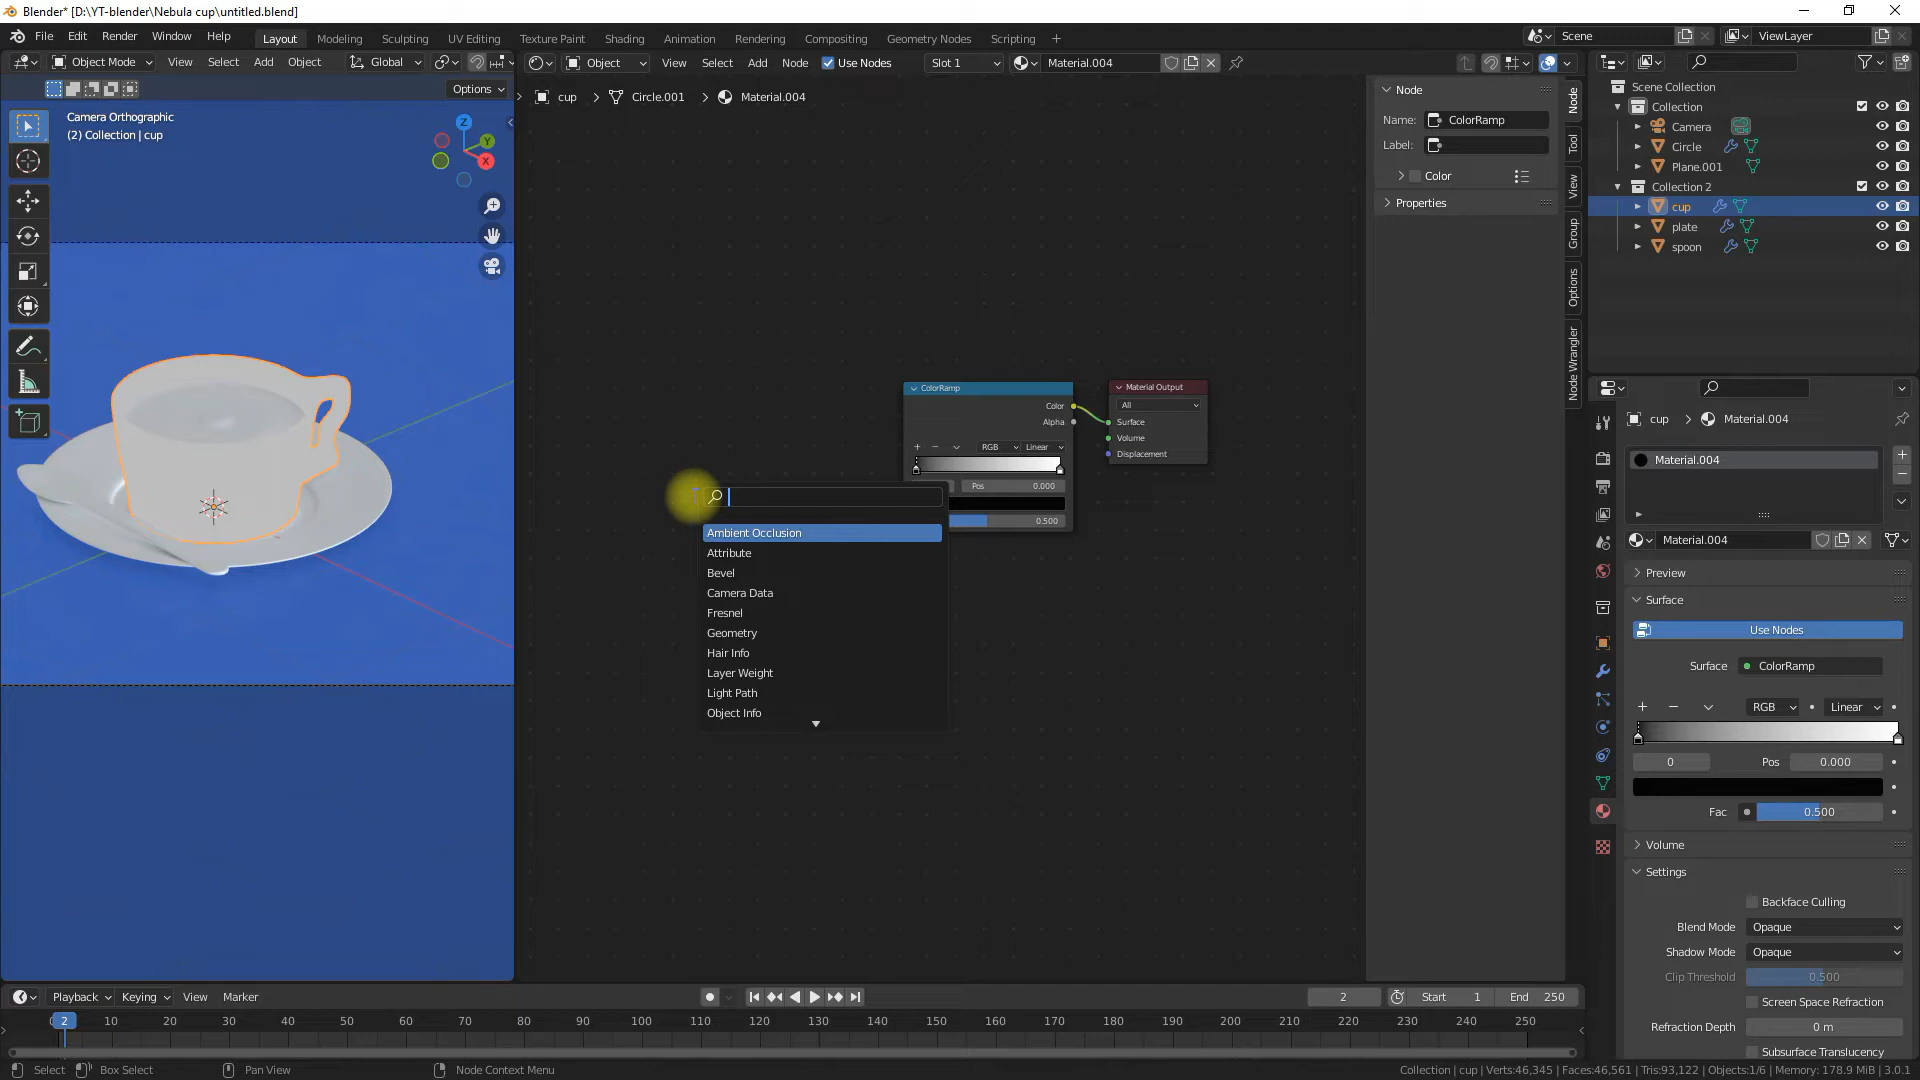 Blender* [D:\YT-blender\Nebula cup\untitled.blend]
File Edit Render Window Help Layout Modeling Sculpting UV Editing Texture Paint Shading Animation Rendering Compositing Geometry Nodes Scripting + Scene ViewLayer
Object Mode View Select Add Object Global Object View Select Add Node Use Nodes Slot 1 Material.004
Options
cup > Circle.001 > Material.004
Camera Orthographic
(2) Collection | cup
Z
Y
X
ColorRamp
Color
Alpha
RGB Linear
Pos 0.000
0.500
Material Output
All
Surface
Volume
Displacement
Ambient Occlusion
Attribute
Bevel
Camera Data
Fresnel
Geometry
Hair Info
Layer Weight
Light Path
Object Info
Node
Name: ColorRamp
Label:
Color
Properties
Node
Tool
View
Group
Options
Node Wrangler
Scene Collection
Collection
Camera
Circle
Plane.001
Collection 2
cup
plate
spoon
cup > Material.004
Material.004
Material.004
Preview
Surface
Use Nodes
Surface ColorRamp
RGB Linear
0 Pos 0.000
Fac 0.500
Volume
Settings
Backface Culling
Blend Mode Opaque
Shadow Mode Opaque
Clip Threshold 0.500
Screen Space Refraction
Refraction Depth 0 m
Subsurface Translucency
Playback Keying View Marker 2 Start 1 End 250
2 10 20 30 40 50 60 70 80 90 100 110 120 130 140 150 160 170 180 190 200 210 220 230 240 250
Select Box Select Pan View Node Context Menu Collection | cup | Verts:46,345 | Faces:46,561 | Tris:93,122 | Objects:1/6 | Memory: 178.9 MiB | 3.0.1